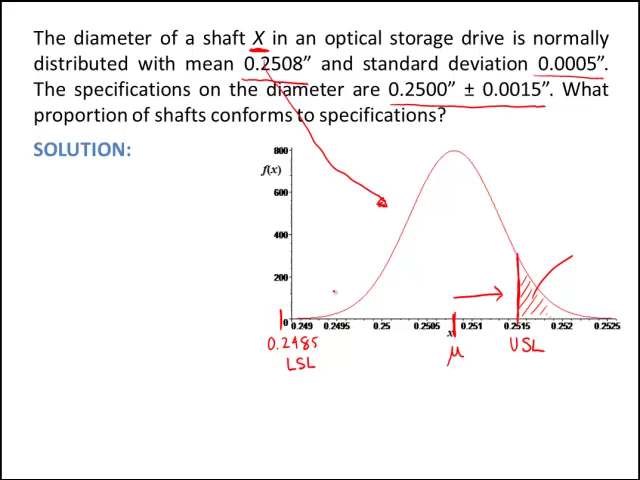 The diameter of a shaft X in an optical storage drive is normally
distributed with mean 0.2508” and standard deviation 0.0005”.
The specifications on the diameter are 0.2500” ± 0.0015”. What
proportion of shafts conforms to specifications?
SOLUTION:
800
f(x)
600
400
200
0
0.249 0.2495 0.25 0.2505 0.251 0.2515 0.252 0.2525
x
0.2485
LSL
μ
USL